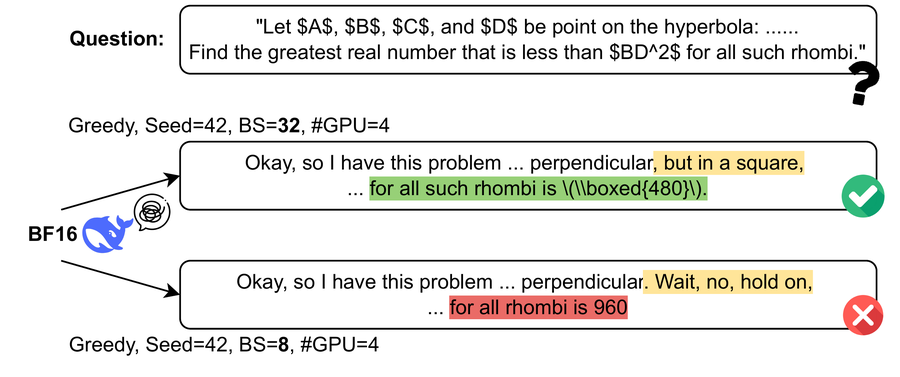 Question:
"Let $A$, $B$, $C$, and $D$ be point on the hyperbola: ......
Find the greatest real number that is less than $BD^2$ for all such rhombi."
?
Greedy, Seed=42, BS=32, #GPU=4
Okay, so I have this problem ... perpendicular, but in a square,
... for all such rhombi is \(\\boxed{480}\).
BF16
Okay, so I have this problem ... perpendicular. Wait, no, hold on,
... for all rhombi is 960
Greedy, Seed=42, BS=8, #GPU=4